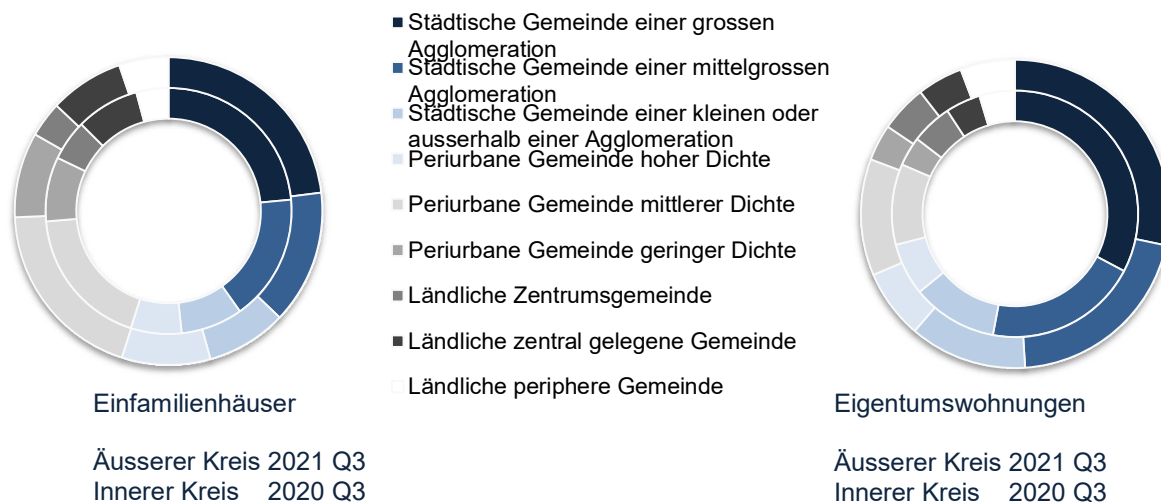 Städtische Gemeinde einer grossen
Agglomeration
Städtische Gemeinde einer mittelgrossen
Agglomeration
Städtische Gemeinde einer kleinen oder
ausserhalb einer Agglomeration
Periurbane Gemeinde hoher Dichte
Periurbane Gemeinde mittlerer Dichte
Periurbane Gemeinde geringer Dichte
Ländliche Zentrumsgemeinde
Ländliche zentral gelegene Gemeinde
Ländliche periphere Gemeinde
Einfamilienhäuser
Äusserer Kreis 2021 Q3
Innerer Kreis 2020 Q3
Eigentumswohnungen
Äusserer Kreis 2021 Q3
Innerer Kreis 2020 Q3